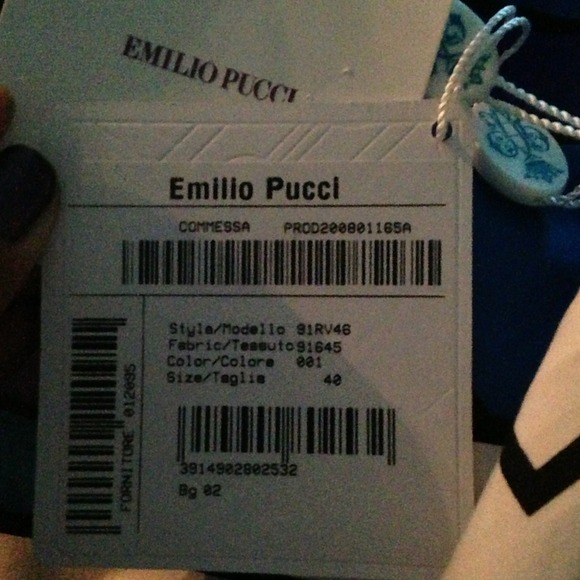 EMILIO PUCCI
Emilio Pucci
COMMESSA PROD200801165A
Style/Modello 91RV46
Fabric/Tessuto 91645
Color/Colore 001
Size/Taglia 40
3914902802532
Bg 02
FORNITORE 012095